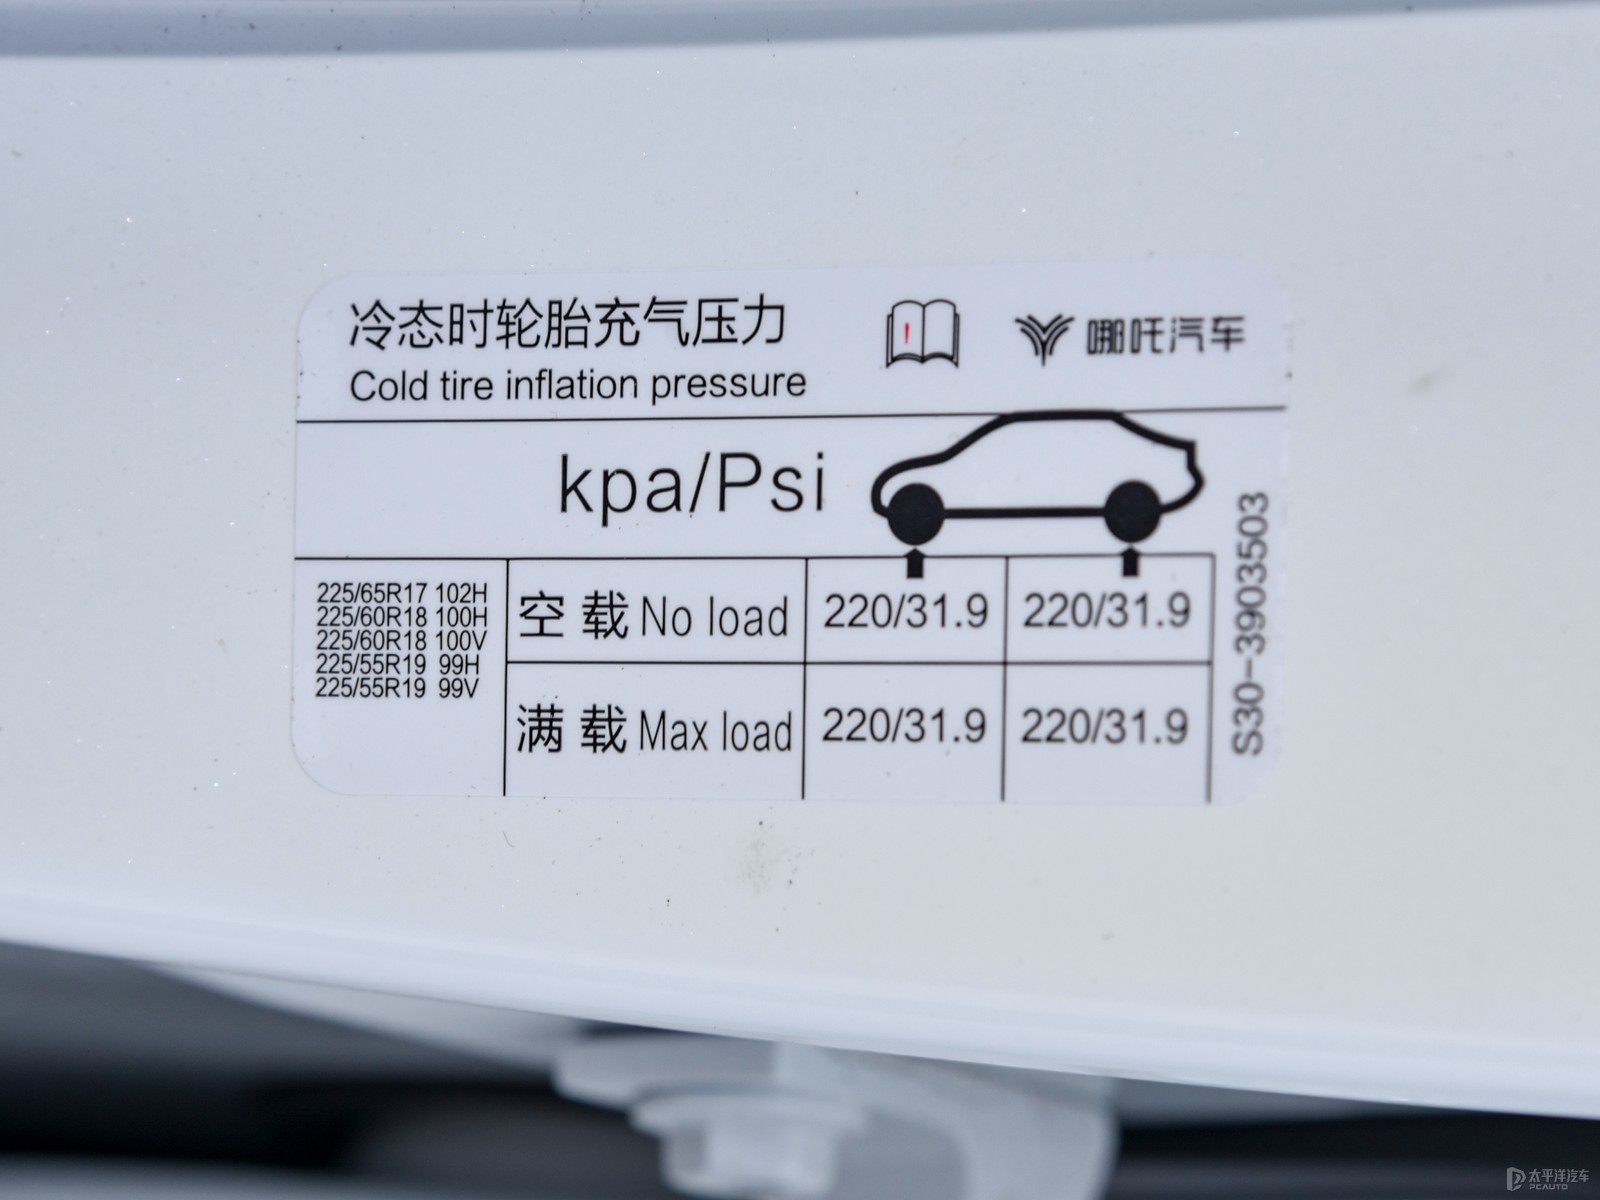 冷态时轮胎充气压力
Cold tire inflation pressure
!
哪吒汽车
kpa/Psi
225/65R17 102H
225/60R18 100H
225/60R18 100V
225/55R19 99H
225/55R19 99V
空载 No load 220/31.9 220/31.9
满载 Max load 220/31.9 220/31.9
S30-3903503
太平洋汽车
PCAUTO